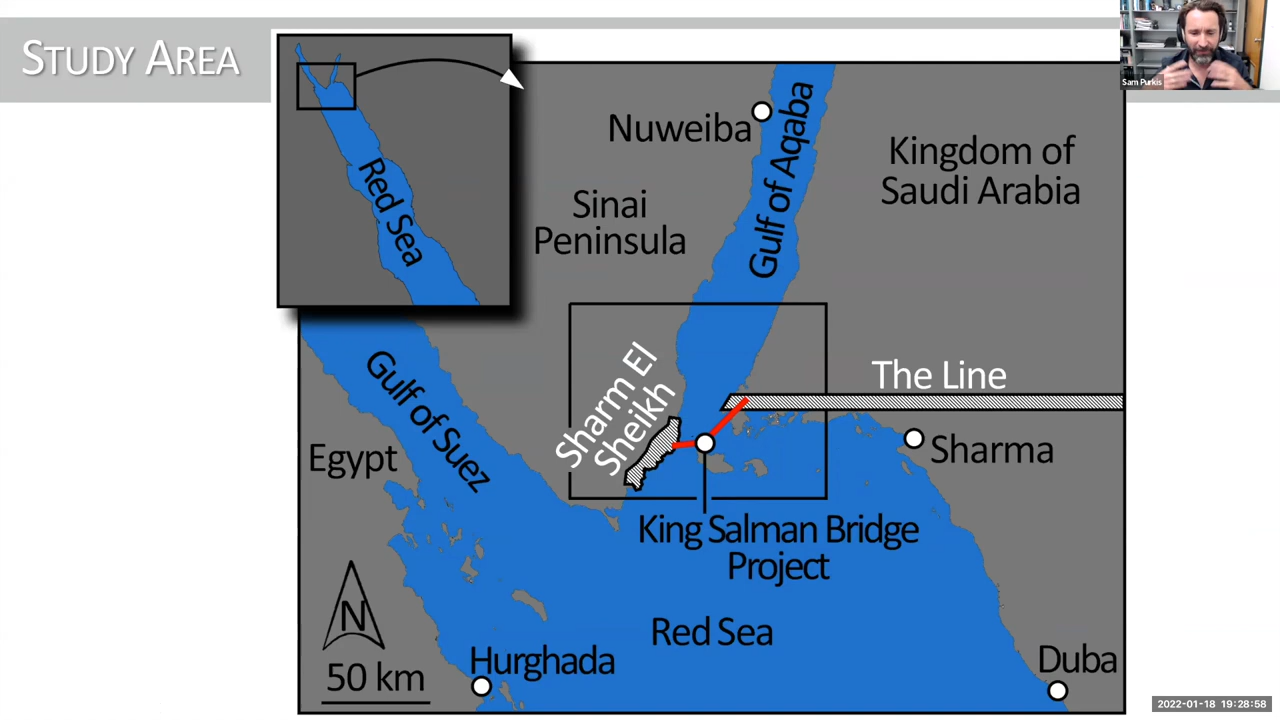 STUDY AREA
Sam Purkis
Red Sea
Nuweiba
Gulf of Aqaba
Kingdom of
Saudi Arabia
Sinai
Peninsula
Gulf of Suez
Sharm El
Sheikh
The Line
Egypt
Sharma
King Salman Bridge
Project
N
50 km
Red Sea
Hurghada
Duba
2022-01-18 19:28:58